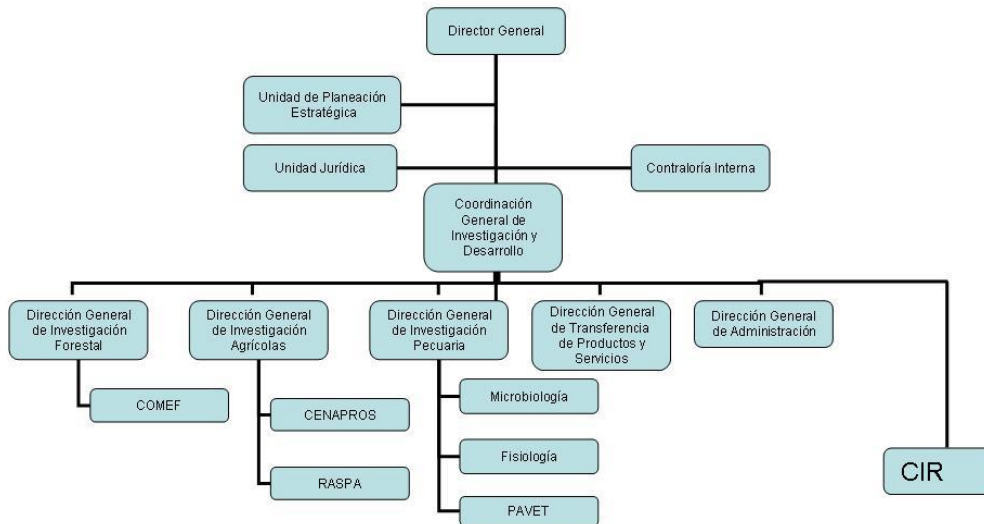 Director General
Unidad de Planeación
Estratégica
Unidad Jurídica
Contraloría Interna
Coordinación
General de
Investigación y
Desarrollo
Dirección General
de Investigación
Forestal
Dirección General
de Investigación
Agrícolas
Dirección General
de Investigación
Pecuaria
Dirección General
de Transferencia
de Productos y
Servicios
Dirección General
de Administración
COMEF
CENAPROS
RASPA
Microbiología
Fisiología
PAVET
CIR